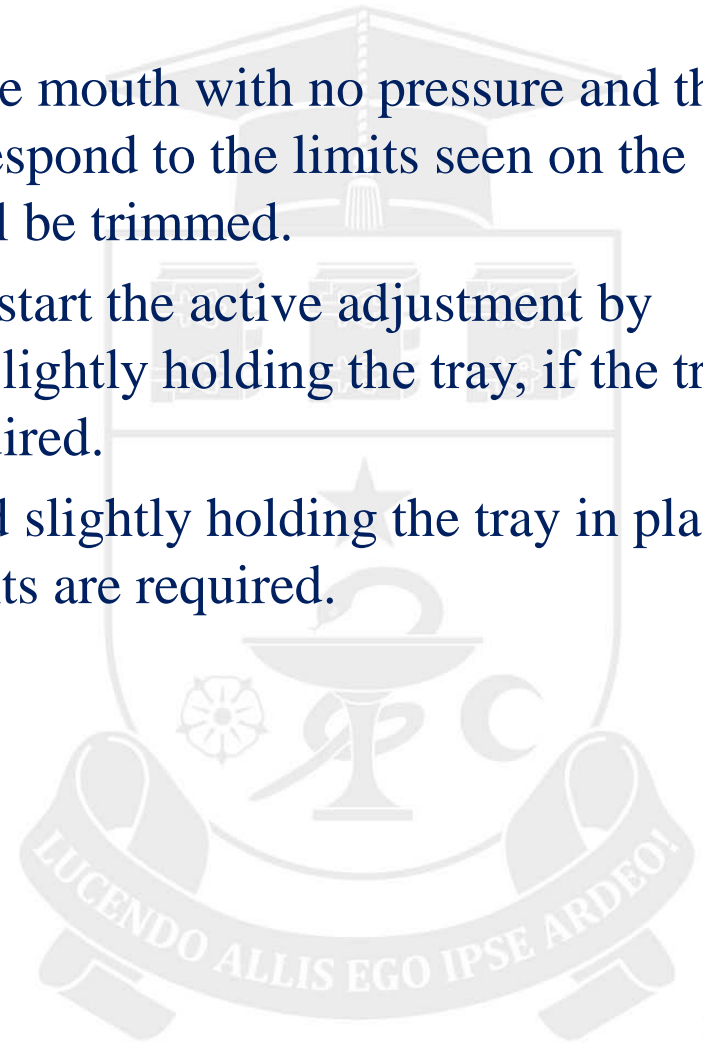 e mouth with no pressure and th
espond to the limits seen on the
l be trimmed.
start the active adjustment by
lightly holding the tray, if the tr
ired.
d slightly holding the tray in pla
ts are required.
LUCENDO ALLIS EGO IPSE ARDEO!